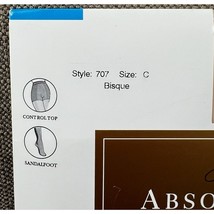 Style: 707 Size: C
Bisque
CONTROL TOP
SANDALFOOT
ABSO